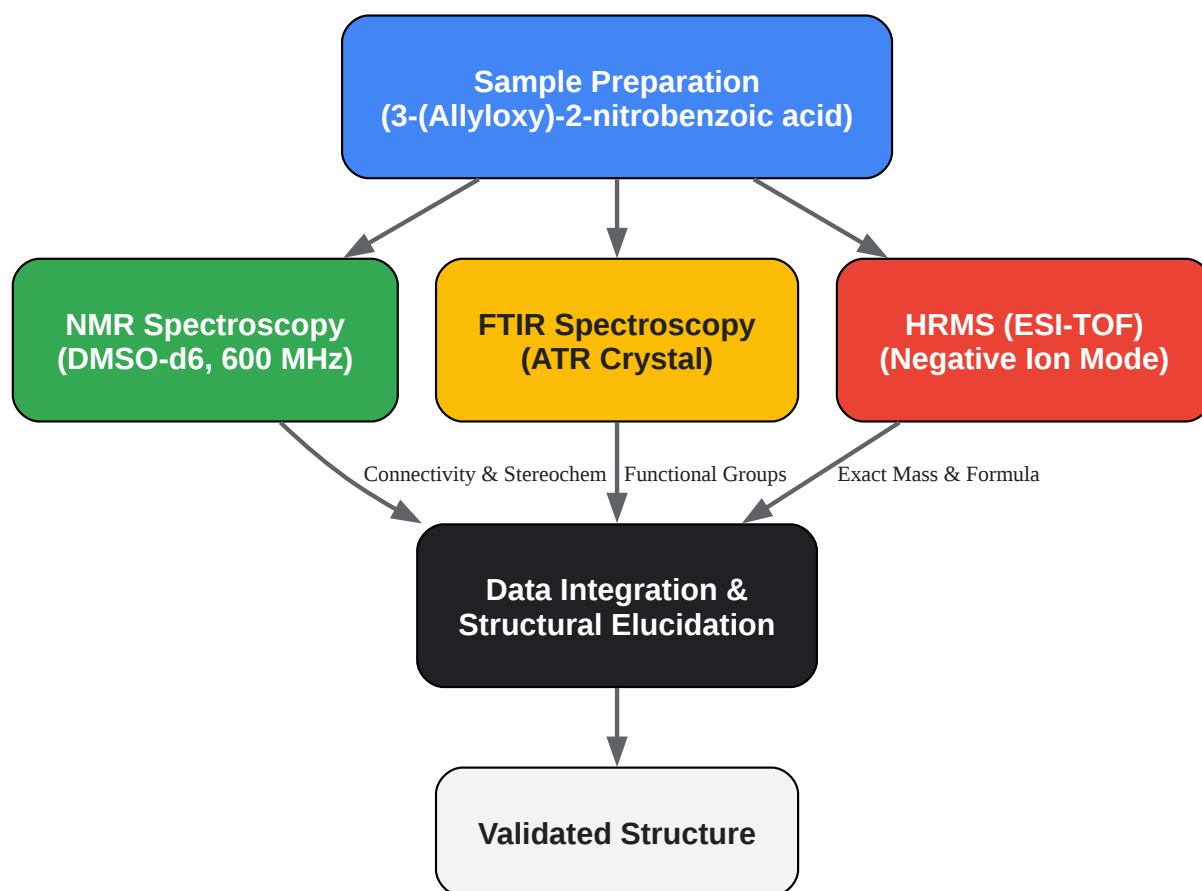 Sample Preparation
(3-(Allyloxy)-2-nitrobenzoic acid)
NMR Spectroscopy
(DMSO-d6, 600 MHz)
FTIR Spectroscopy
(ATR Crystal)
HRMS (ESI-TOF)
(Negative Ion Mode)
Connectivity & Stereochem
Functional Groups
Exact Mass & Formula
Data Integration &
Structural Elucidation
Validated Structure